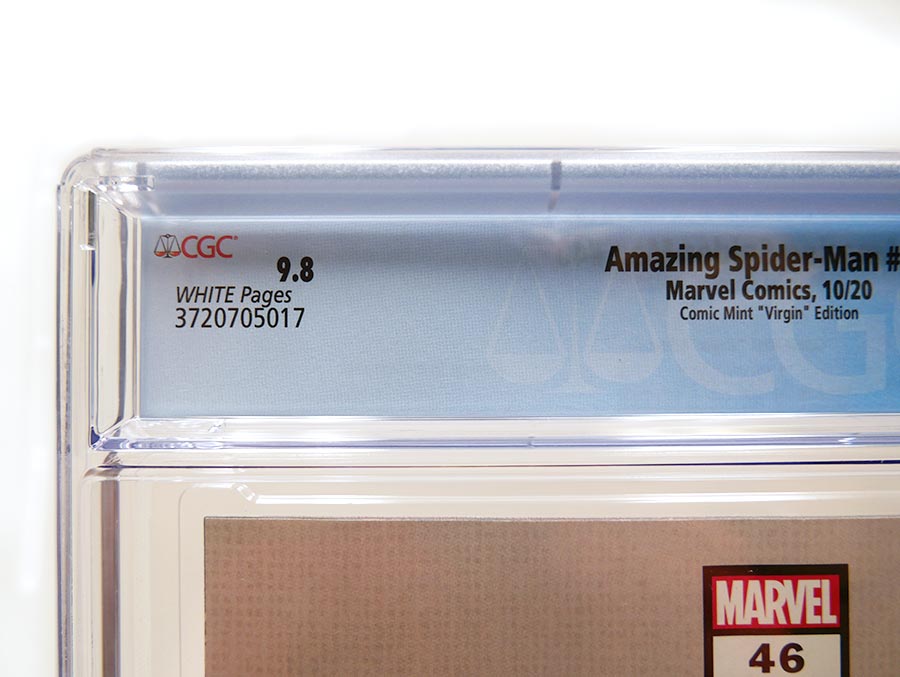 CGC
9.8
WHITE Pages
3720705017
Amazing Spider-Man #
Marvel Comics, 10/20
Comic Mint "Virgin" Edition
CGC
MARVEL
46